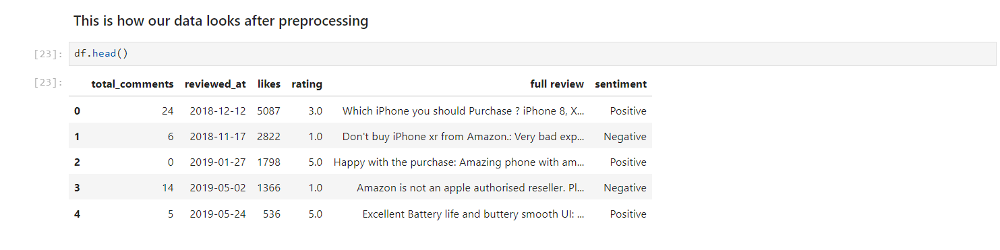 This is how our data looks after preprocessing
[23]: df.head()
[23]: total_comments reviewed_at likes rating full review sentiment
0 24 2018-12-12 5087 3.0 Which iPhone you should Purchase ? iPhone 8, X... Positive
1 6 2018-11-17 2822 1.0 Don't buy iPhone xr from Amazon.: Very bad exp... Negative
2 0 2019-01-27 1798 5.0 Happy with the purchase: Amazing phone with am... Positive
3 14 2019-05-02 1366 1.0 Amazon is not an apple authorised reseller. Pl... Negative
4 5 2019-05-24 536 5.0 Excellent Battery life and buttery smooth UI: ... Positive